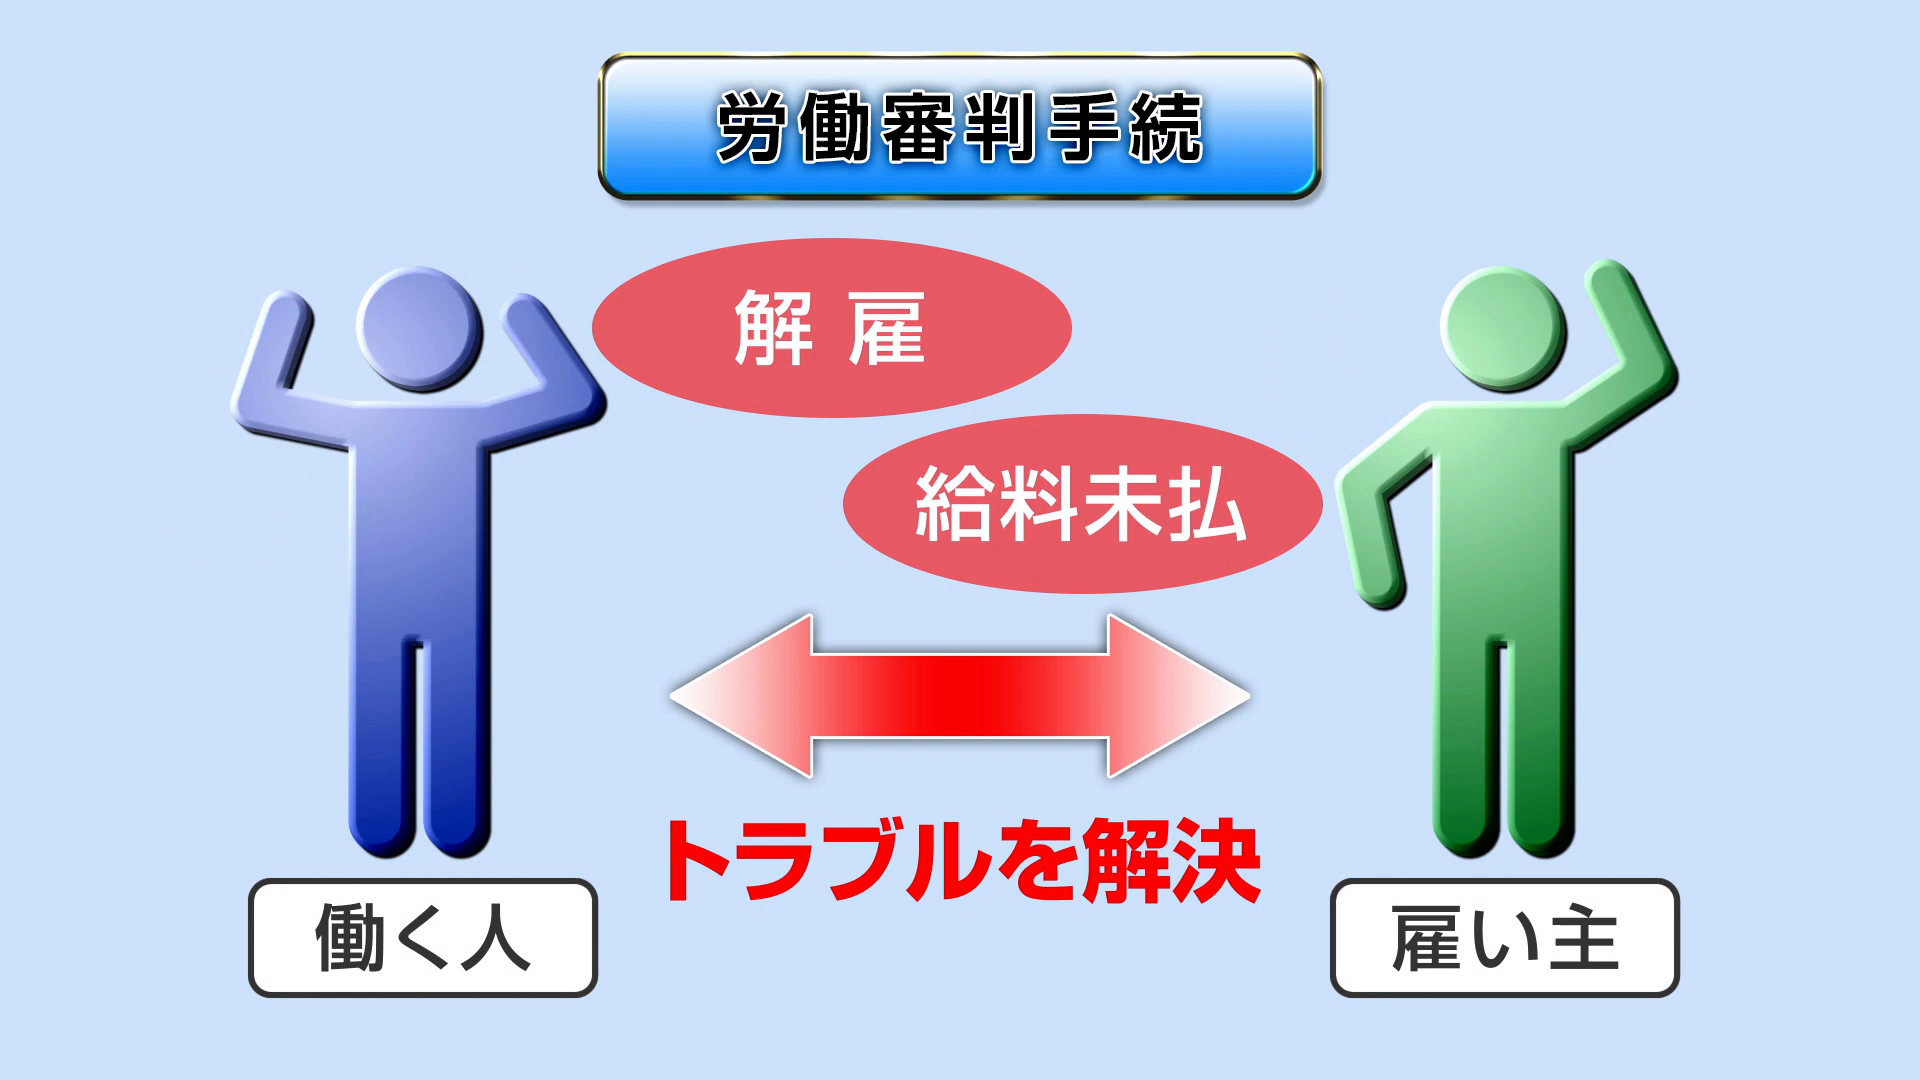 労働審判手続
解雇
給料未払
トラブルを解決
働く人
雇い主